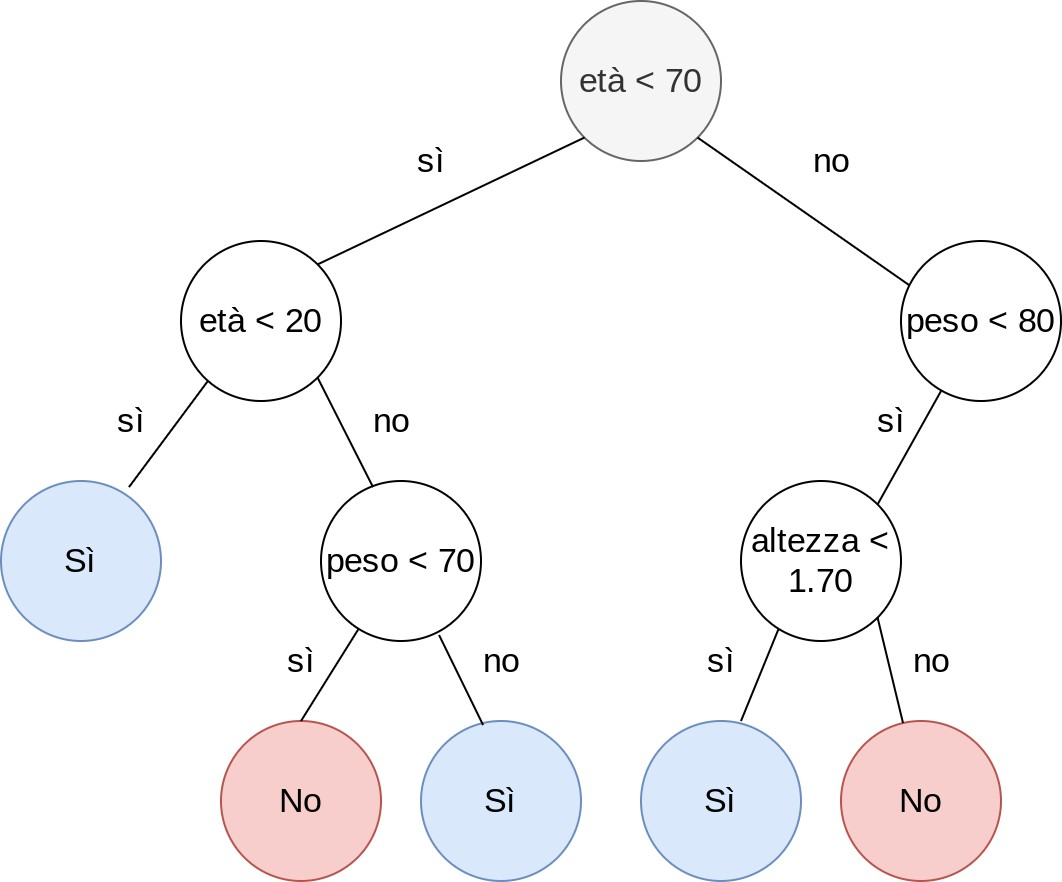 età < 70
sì
no
età < 20
peso < 80
sì
no
sì
Sì
peso < 70
altezza <
1.70
sì
no
sì
no
No
Sì
Sì
No